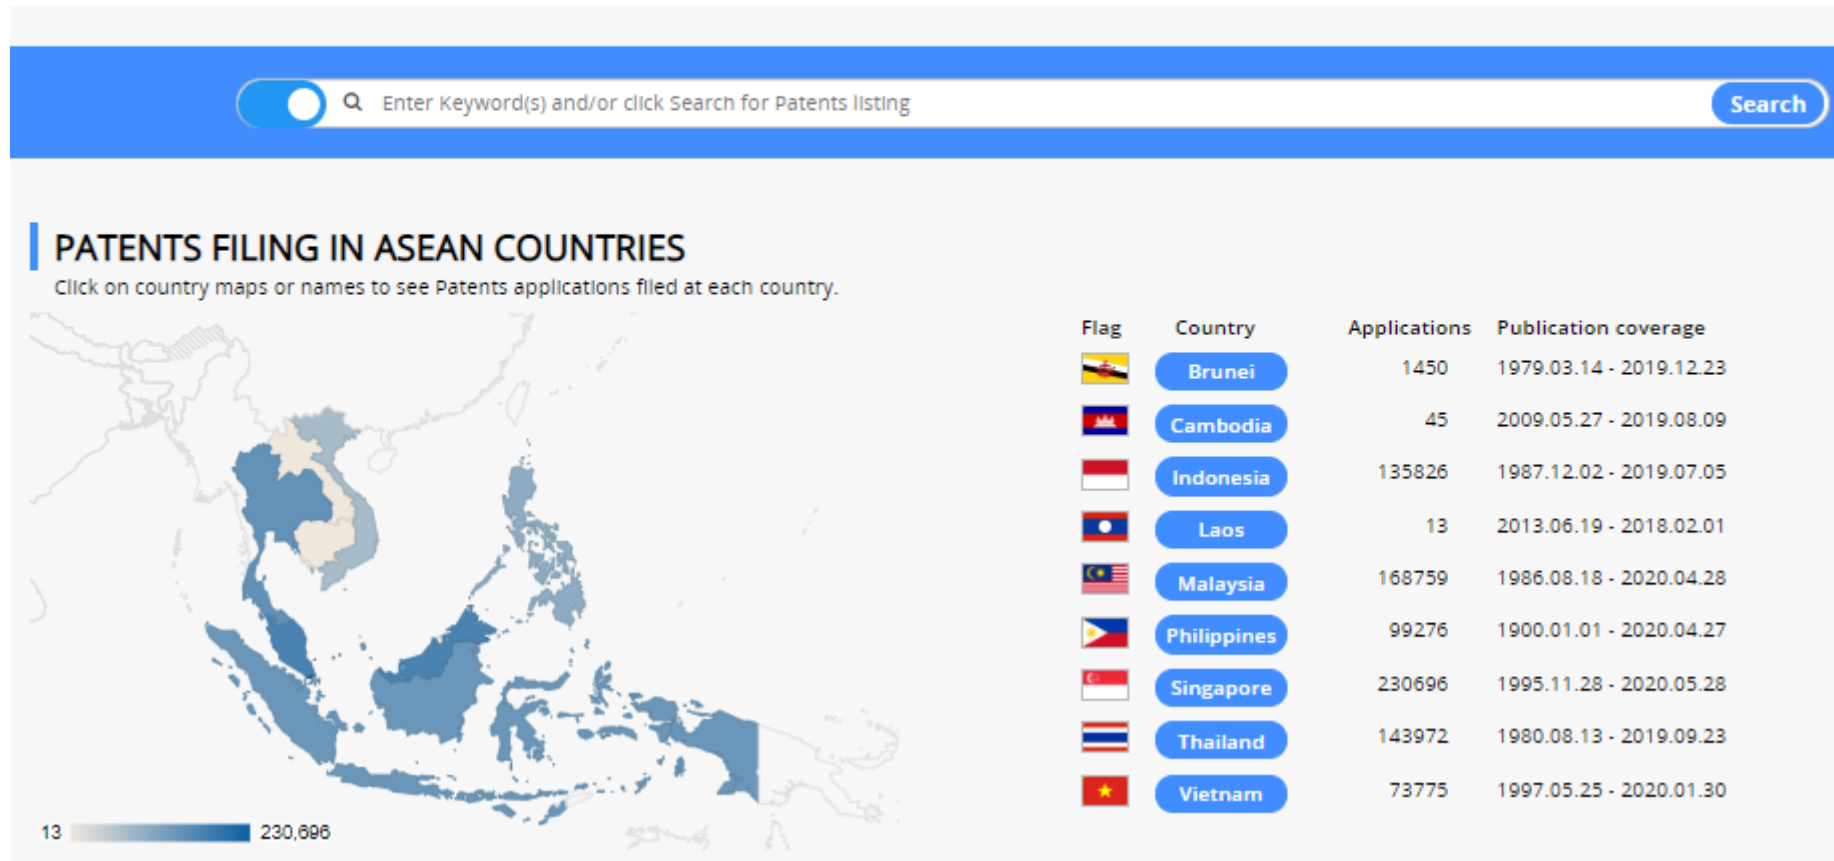 Enter Keyword(s) and/or click Search for Patents listing Search
PATENTS FILING IN ASEAN COUNTRIES
Click on country maps or names to see Patents applications filed at each country.
Flag Country Applications Publication coverage
Brunei 1450 1979.03.14 - 2019.12.23
Cambodia 45 2009.05.27 - 2019.08.09
Indonesia 135826 1987.12.02 - 2019.07.05
Laos 13 2013.06.19 - 2018.02.01
Malaysia 168759 1986.08.18 - 2020.04.28
Philippines 99276 1900.01.01 - 2020.04.27
Singapore 230696 1995.11.28 - 2020.05.28
Thailand 143972 1980.08.13 - 2019.09.23
Vietnam 73775 1997.05.25 - 2020.01.30
13 230,696